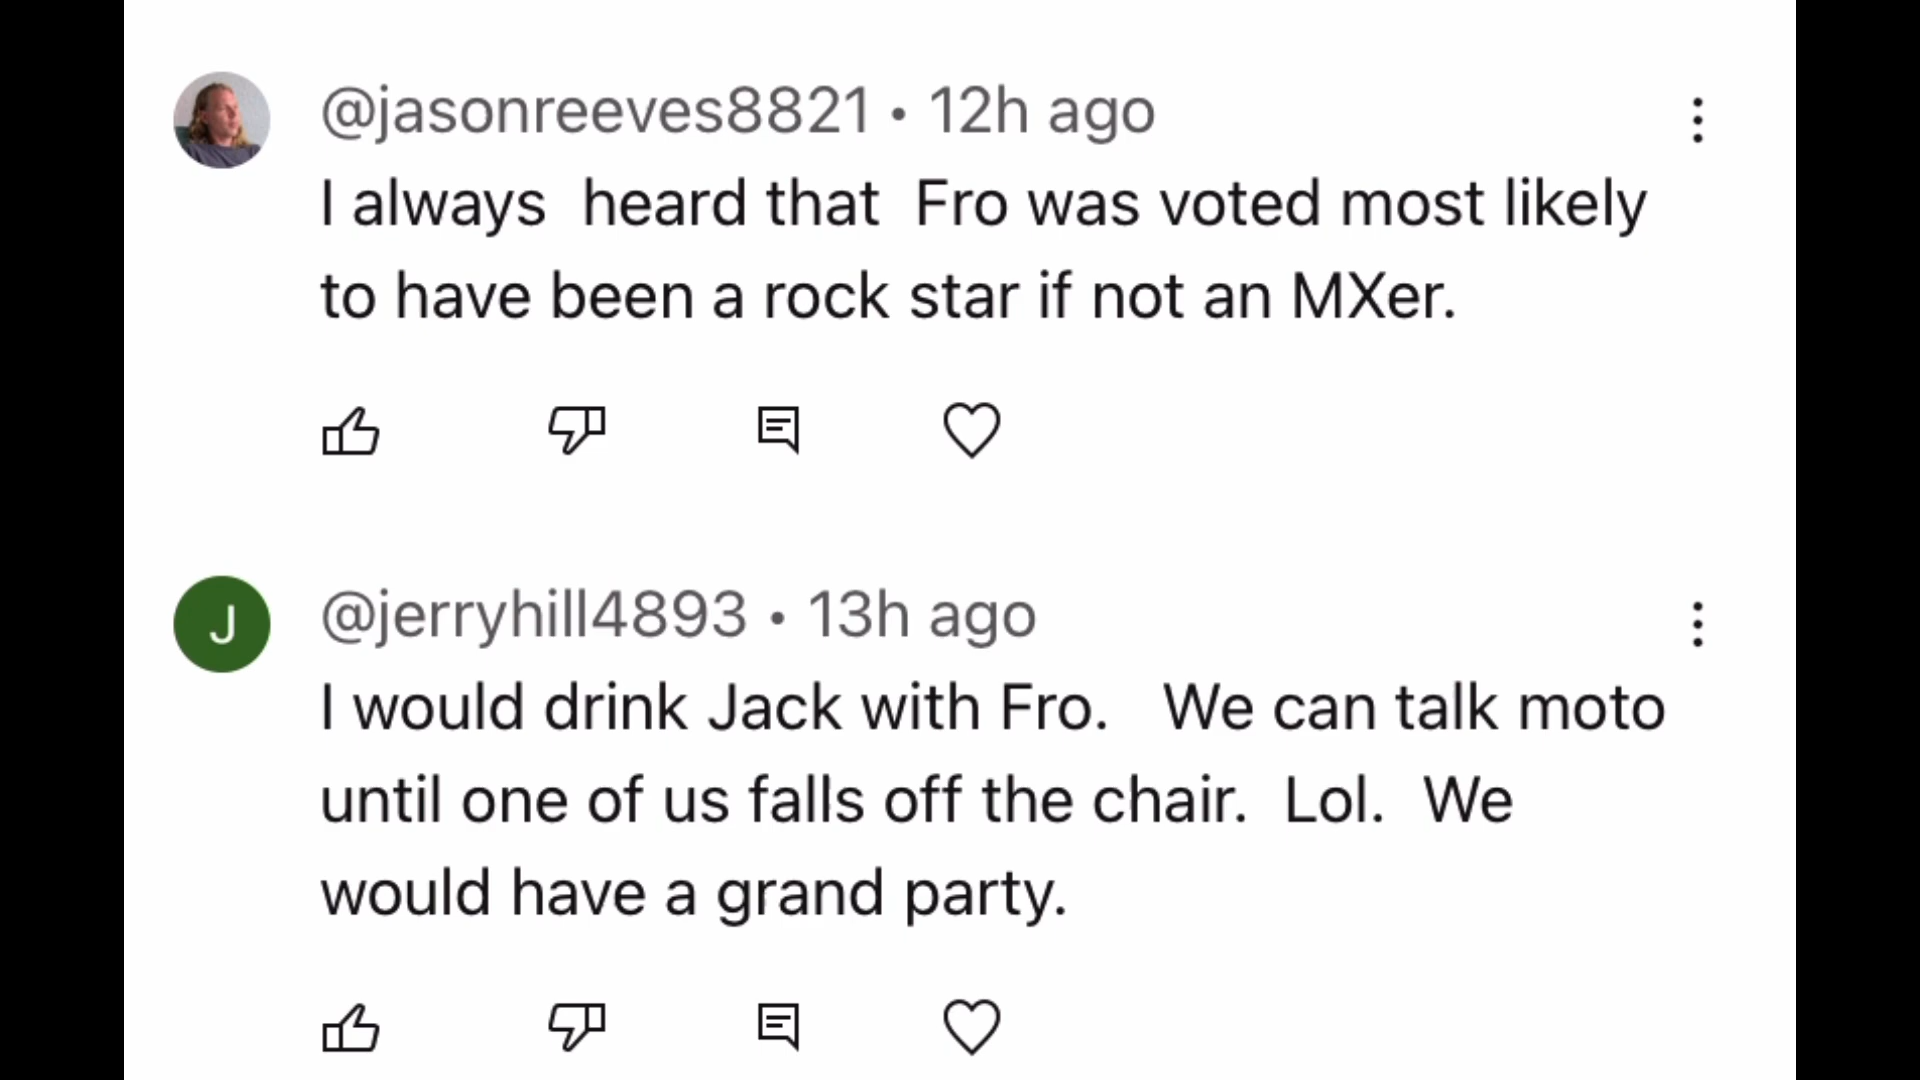 @jasonreeves8821 • 12h ago
I always  heard that  Fro was voted most likely
to have been a rock star if not an MXer.
J
@jerryhill4893 • 13h ago
I would drink Jack with Fro.   We can talk moto
until one of us falls off the chair.  Lol.  We
would have a grand party.